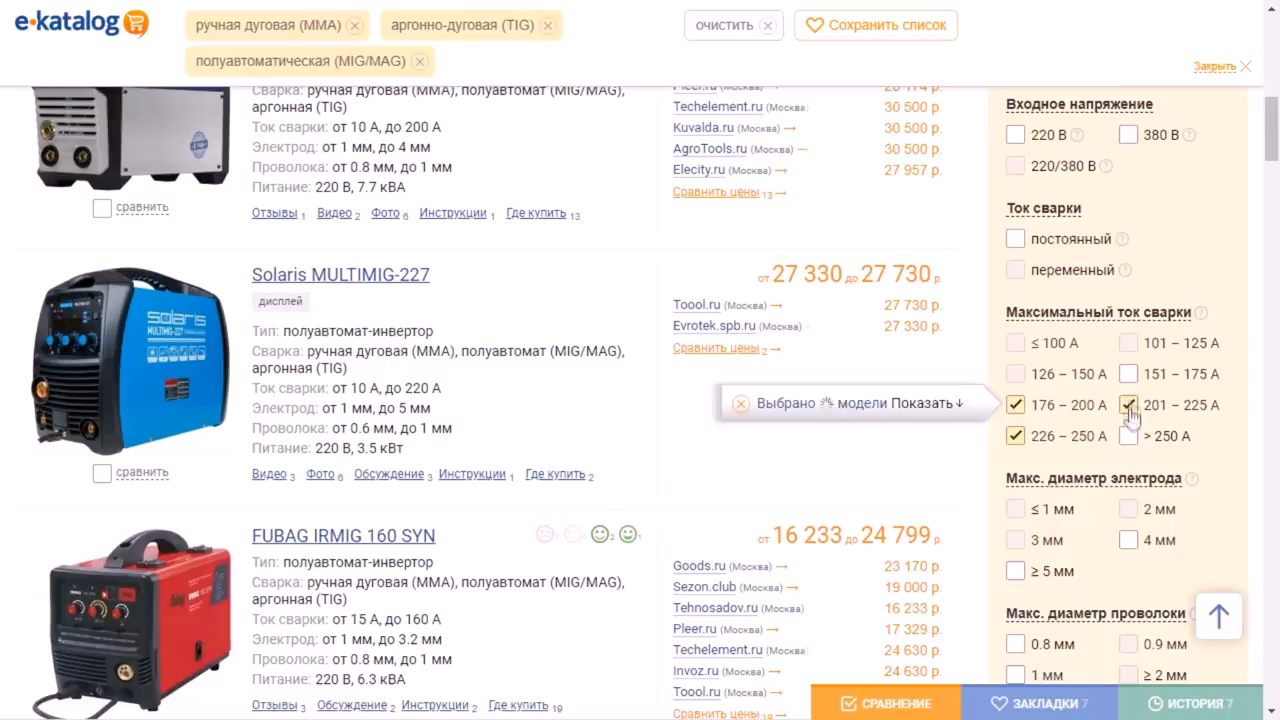 e·katalog
ручная дуговая (MMA)
аргонно-дуговая (TIG)
полуавтоматическая (MIG/MAG)
очистить
Сохранить список
Закрыть
Сварка: ручная дуговая (MMA), полуавтомат (MIG/MAG),
аргонная (TIG)
Ток сварки: от 10 А, до 200 А
Электрод: от 1 мм, до 4 мм
Проволока: от 0.8 мм, до 1 мм
Питание: 220 В, 7.7 кВА
сравнить
Отзывы 1 Видео 2 Фото 6 Инструкции 1 Где купить 13
Techelement.ru (Москва) 30 500 р.
Kuvalda.ru (Москва) → 30 500 р.
AgroTools.ru (Москва) 30 500 р.
Elecity.ru (Москва) → 27 957 р.
Сравнить цены 13 →
Solaris MULTIMIG-227
дисплей
Тип: полуавтомат-инвертор
Сварка: ручная дуговая (MMA), полуавтомат (MIG/MAG),
аргонная (TIG)
Ток сварки: от 10 А, до 220 А
Электрод: от 1 мм, до 5 мм
Проволока: от 0.6 мм, до 1 мм
Питание: 220 В, 3.5 кВт
сравнить
Видео 3 Фото 6 Обсуждение 3 Инструкции 1 Где купить 2
solaris
MULTIMIG-227
от 27 330 до 27 730 р.
Toool.ru (Москва) → 27 730 р.
Evrotek.spb.ru (Москва) 27 330 р.
Сравнить цены 2 →
Выбрано модели Показать ↓
FUBAG IRMIG 160 SYN
Тип: полуавтомат-инвертор
Сварка: ручная дуговая (MMA), полуавтомат (MIG/MAG),
аргонная (TIG)
Ток сварки: от 15 А, до 160 А
Электрод: от 1 мм, до 3.2 мм
Проволока: от 0.8 мм, до 1 мм
Питание: 220 В, 6.3 кВА
Отзывы 3 Обсуждение 2 Инструкции 2 Где купить 19
от 16 233 до 24 799 р.
Goods.ru (Москва) → 23 170 р.
Sezon.club (Москва) → 19 000 р.
Tehnosadov.ru (Москва) 16 233 р.
Pleer.ru (Москва) → 17 329 р.
Techelement.ru (Москва) 24 630 р.
Invoz.ru (Москва) → 24 630 р.
Toool.ru (Москва) →
Сравнить цены 19 →
Входное напряжение
220 В 380 В
220/380 В
Ток сварки
постоянный
переменный
Максимальный ток сварки
≤ 100 А 101 – 125 А
126 – 150 А 151 – 175 А
176 – 200 А 201 – 225 А
226 – 250 А > 250 А
Макс. диаметр электрода
≤ 1 мм 2 мм
3 мм 4 мм
≥ 5 мм
Макс. диаметр проволоки
0.8 мм 0.9 мм
1 мм ≥ 2 мм
СРАВНЕНИЕ
ЗАКЛАДКИ 7
ИСТОРИЯ 7